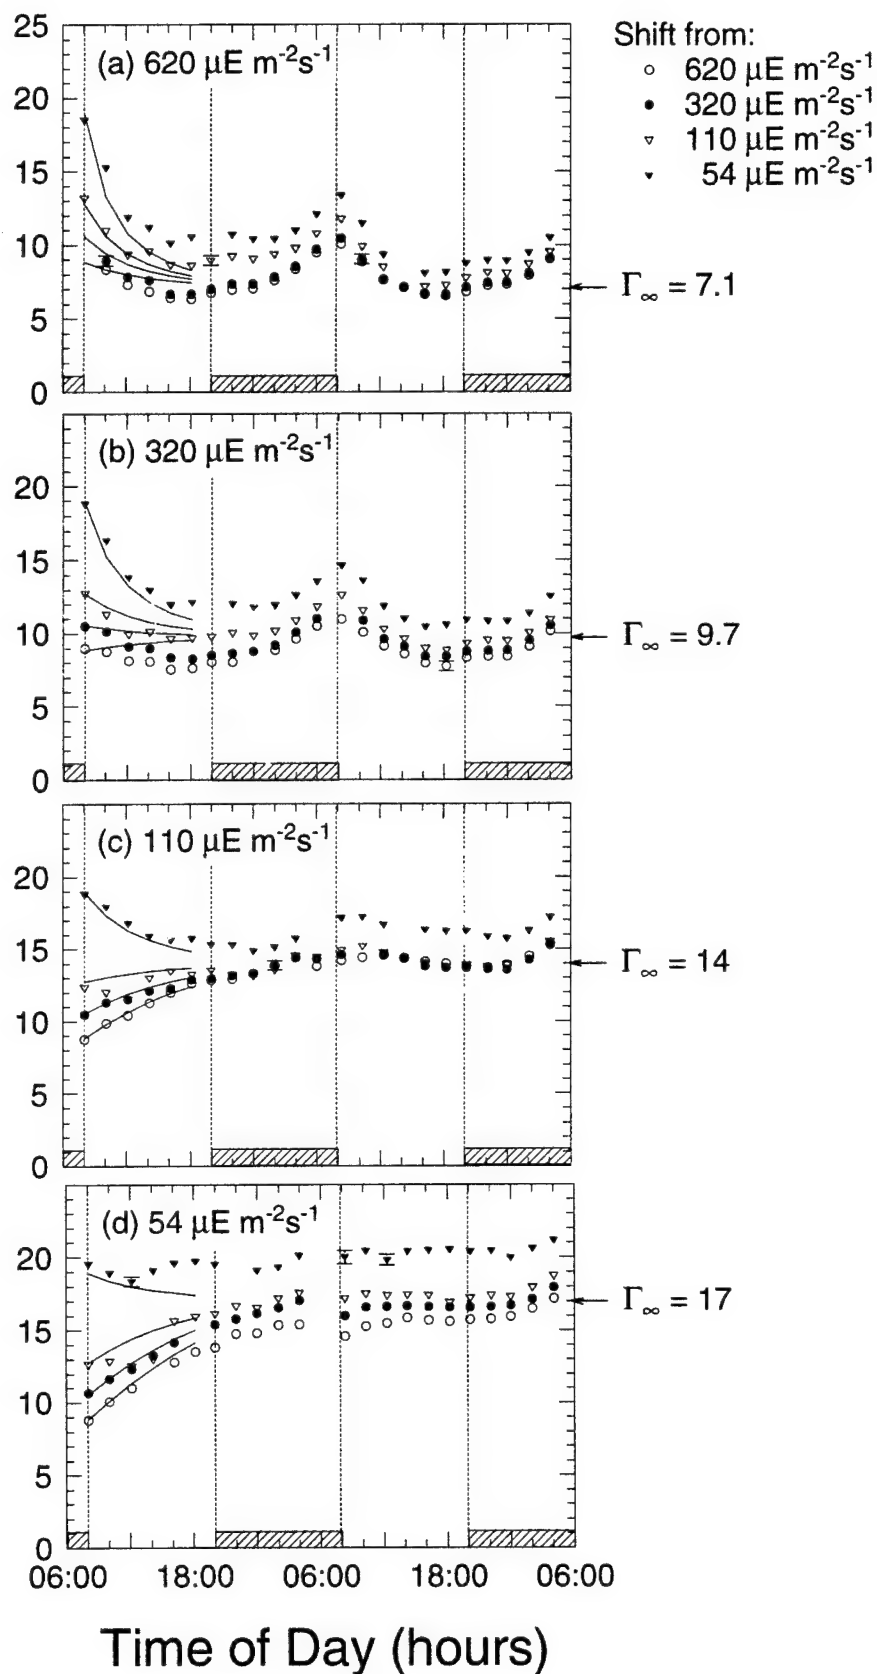 Shift from:
○ 620 μE m⁻²s⁻¹
● 320 μE m⁻²s⁻¹
▽ 110 μE m⁻²s⁻¹
▼ 54 μE m⁻²s⁻¹
25
(a) 620 μE m⁻²s⁻¹
20
15
10
Γ∞ = 7.1
5
0
(b) 320 μE m⁻²s⁻¹
20
15
10
Γ∞ = 9.7
5
0
(c) 110 μE m⁻²s⁻¹
20
15
Γ∞ = 14
10
5
0
(d) 54 μE m⁻²s⁻¹
20
Γ∞ = 17
15
10
5
0
06:00 18:00 06:00 18:00 06:00
Time of Day (hours)